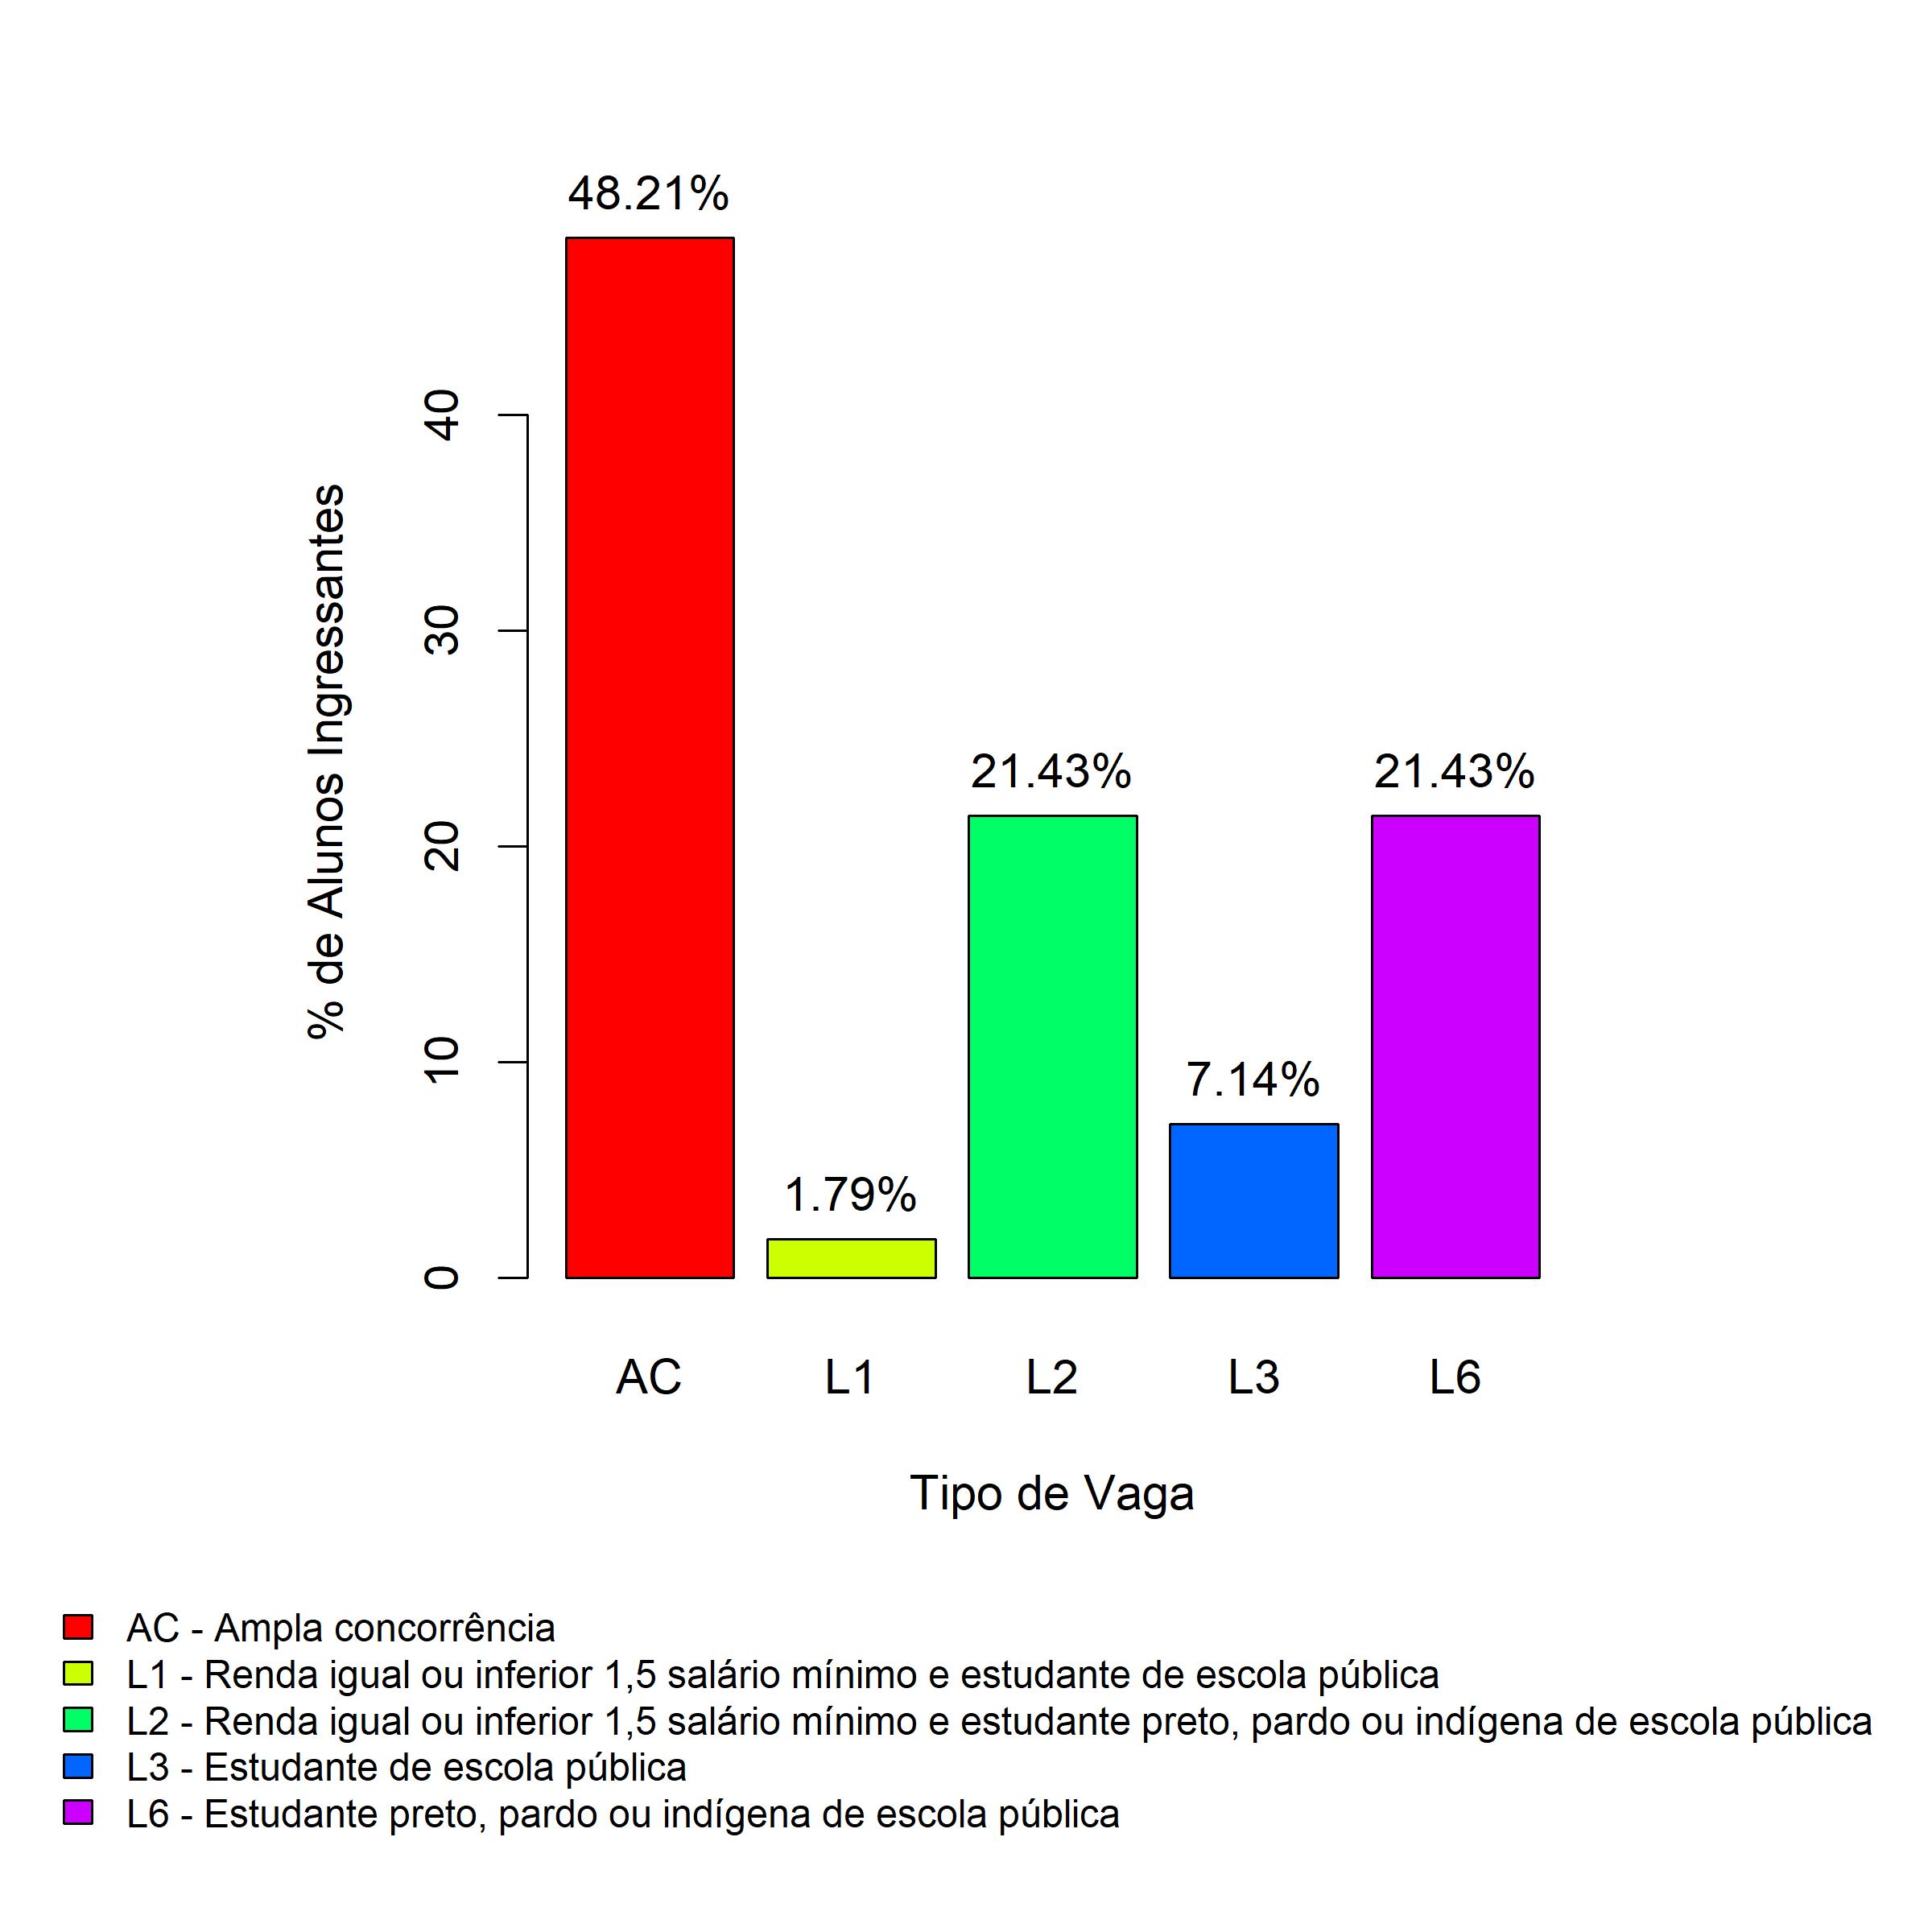 48.21%
21.43%
21.43%
7.14%
1.79%
% de Alunos Ingressantes
40
30
20
10
0
AC
L1
L2
L3
L6
Tipo de Vaga
AC - Ampla concorrência
L1 - Renda igual ou inferior 1,5 salário mínimo e estudante de escola pública
L2 - Renda igual ou inferior 1,5 salário mínimo e estudante preto, pardo ou indígena de escola pública
L3 - Estudante de escola pública
L6 - Estudante preto, pardo ou indígena de escola pública